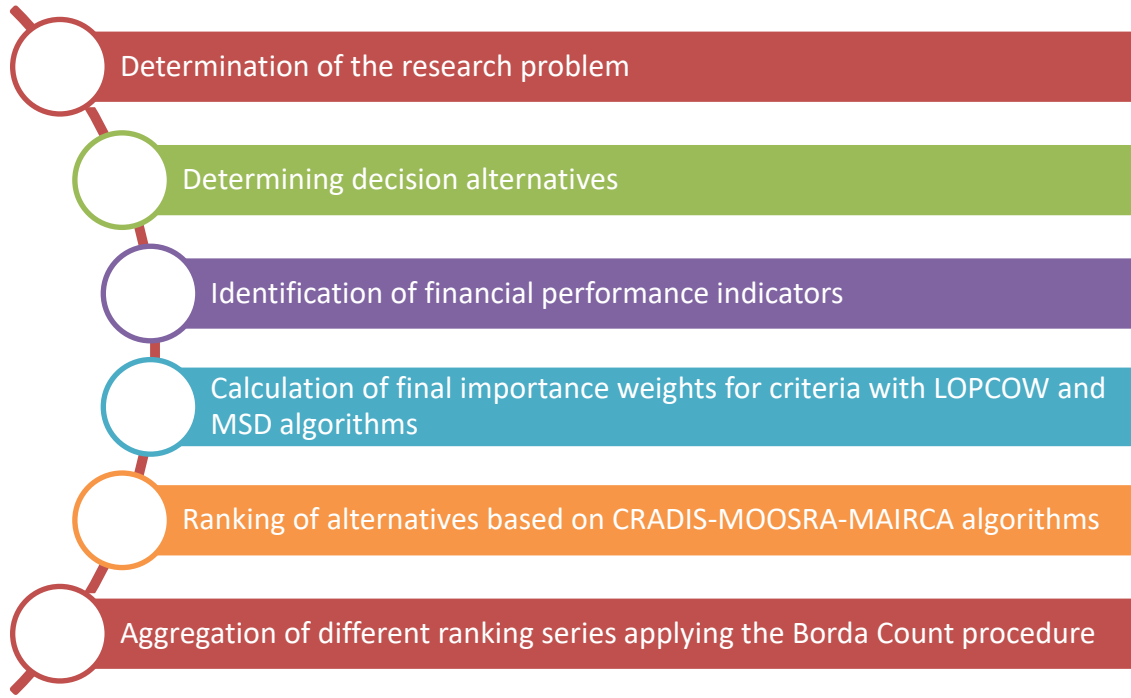 Determination of the research problem
Determining decision alternatives
Identification of financial performance indicators
Calculation of final importance weights for criteria with LOPCOW and
MSD algorithms
Ranking of alternatives based on CRADIS-MOOSRA-MAIRCA algorithms
Aggregation of different ranking series applying the Borda Count procedure